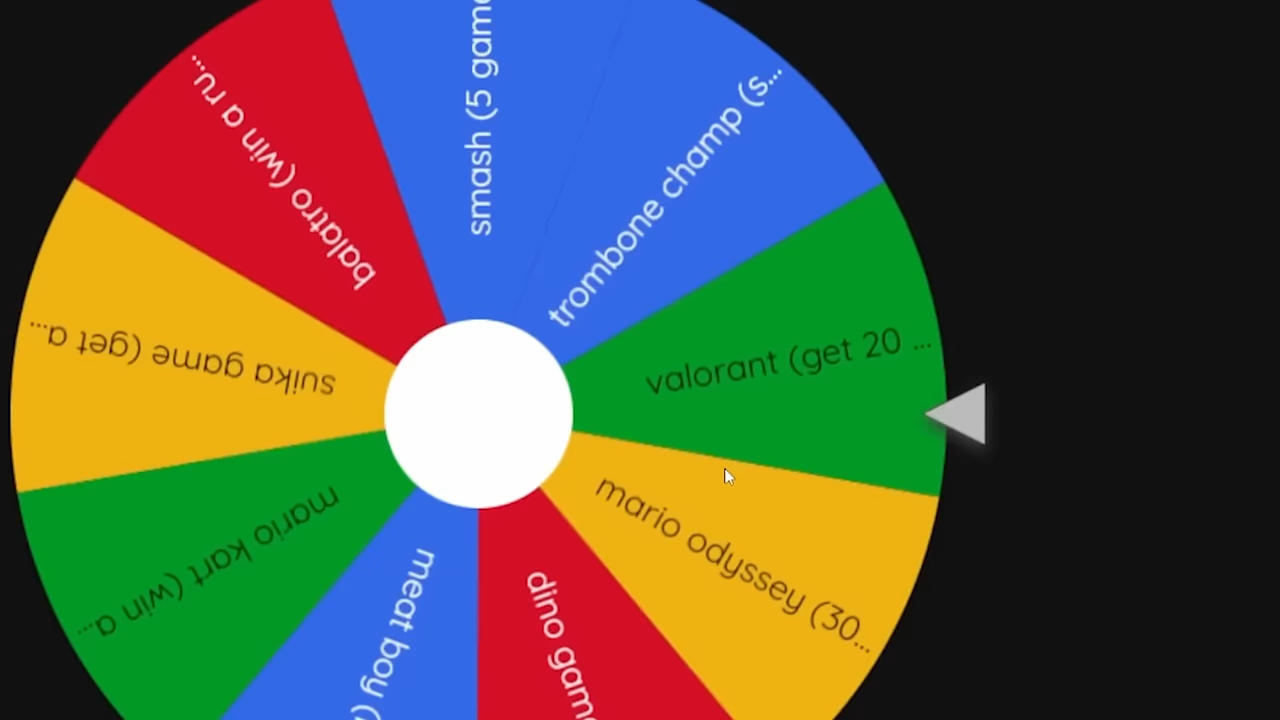 smash (5 game
trombone champ (s...
valorant (get 20 ...
mario odyssey (30...
dino gam
meat boy (
mario kart (win a...
suika game (get a...
balatro (win a ru...